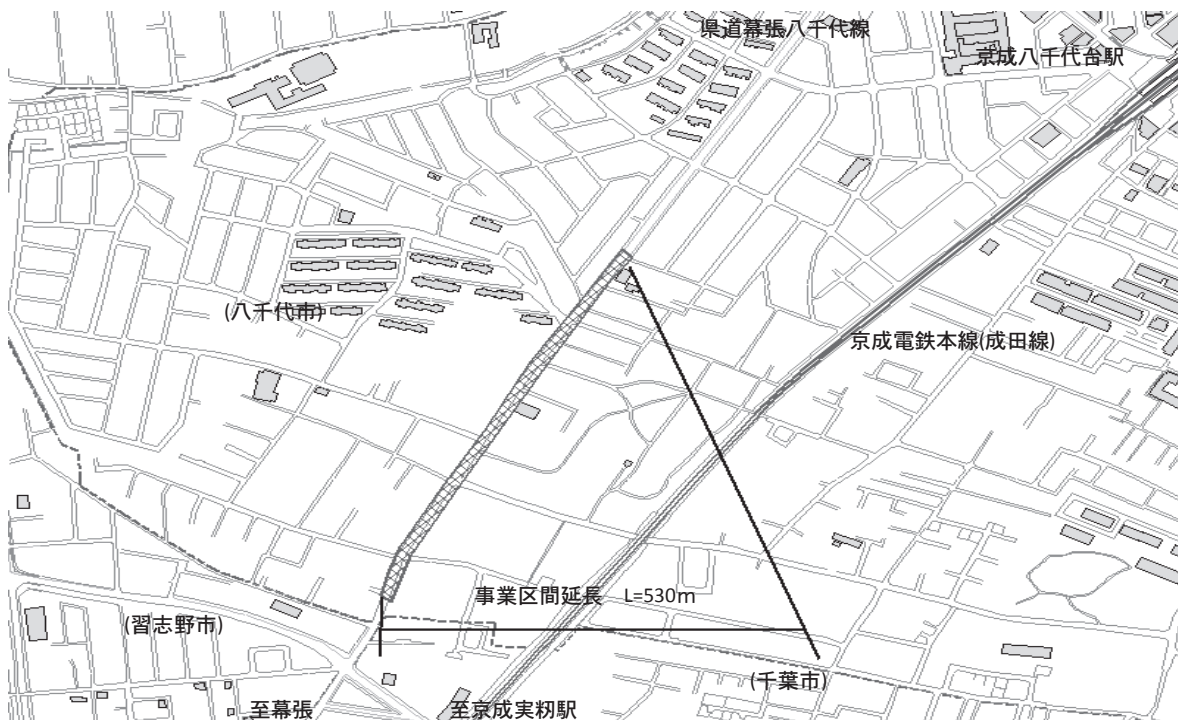 県道幕張八千代線
京成八千代台駅
(八千代市)
京成電鉄本線(成田線)
事業区間延長 L=530m
(習志野市)
(千葉市)
至幕張
至京成実籾駅